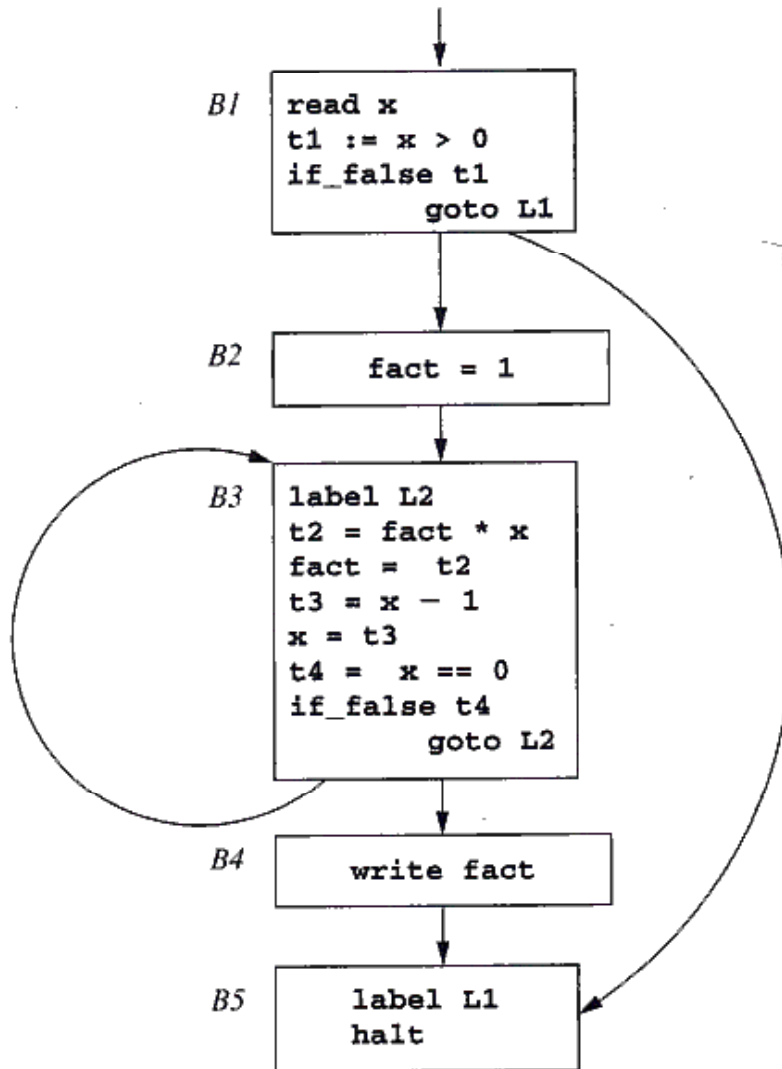 B1
read x
t1 := x > 0
if_false t1
goto L1
B2
fact = 1
B3
label L2
t2 = fact * x
fact = t2
t3 = x − 1
x = t3
t4 = x == 0
if_false t4
goto L2
B4
write fact
B5
label L1
halt